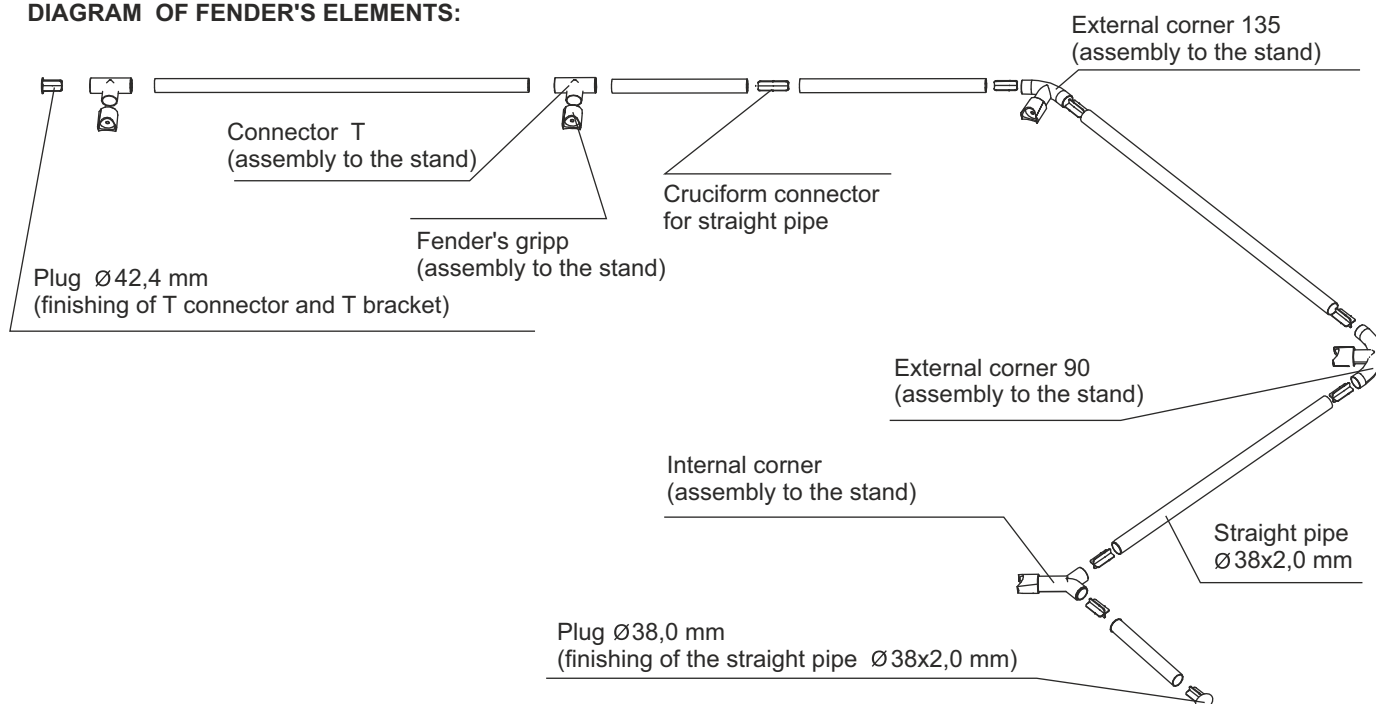 DIAGRAM OF FENDER'S ELEMENTS:
External corner 135
(assembly to the stand)
Connector T
(assembly to the stand)
Cruciform connector
for straight pipe
Fender's gripp
(assembly to the stand)
Plug Ø42,4 mm
(finishing of T connector and T bracket)
External corner 90
(assembly to the stand)
Internal corner
(assembly to the stand)
Straight pipe
Ø38x2,0 mm
Plug Ø38,0 mm
(finishing of the straight pipe Ø38x2,0 mm)